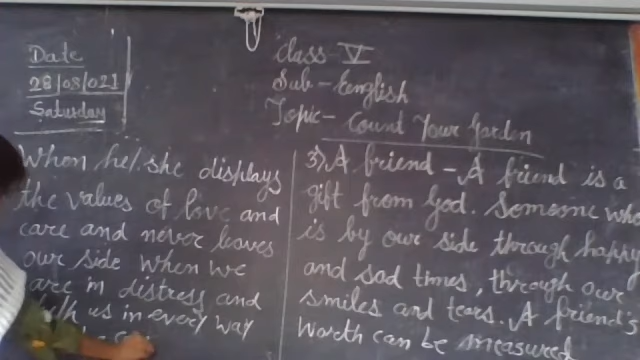 Date
28/08/021
Saturday
Class - V
Sub - English
Topic - Count Your Garden
3) A friend - A friend is a
gift from God. Someone who
is by our side through happy
and sad times, through our
smiles and tears. A friend's
worth can be measured
When he/she displays
the values of love and
care and never leaves
our side when we
are in distress and
help us in every way